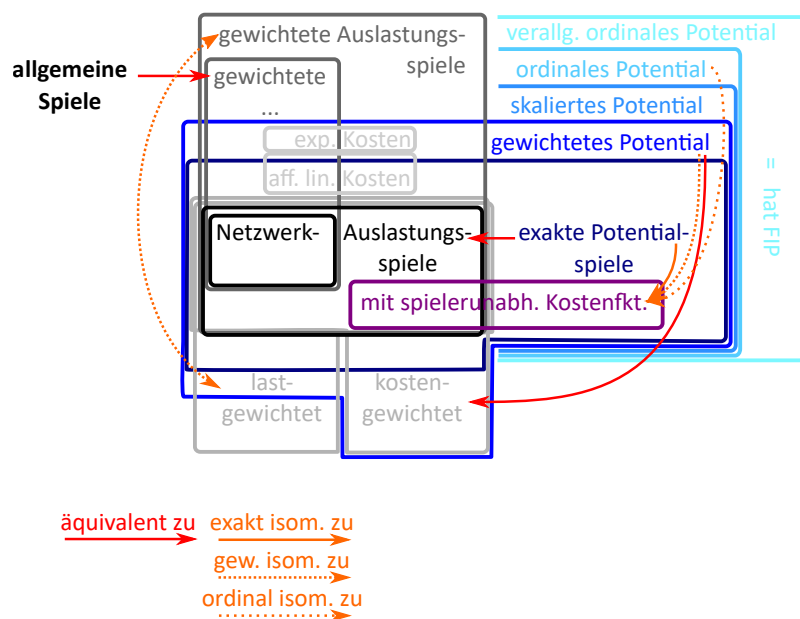 gewichtete Auslastungs-
spiele
verallg. ordinales Potential
allgemeine
Spiele
gewichtete
...
ordinales Potential
skaliertes Potential
exp. Kosten
gewichtetes Potential
aff. lin. Kosten
= hat FIP
Netzwerk-
Auslastungs-
spiele
exakte Potential-
spiele
mit spielerunabh. Kostenfkt.
last-
gewichtet
kosten-
gewichtet
äquivalent zu
exakt isom. zu
gew. isom. zu
ordinal isom. zu